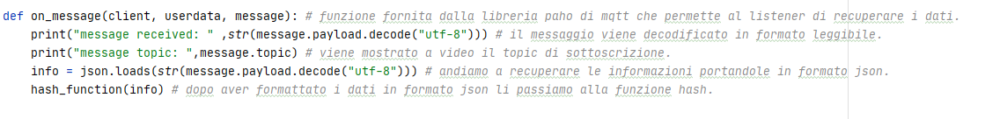 def on_message(client, userdata, message): # funzione fornita dalla libreria paho di mqtt che permette al listener di recuperare i dati.
    print("message received: " ,str(message.payload.decode("utf-8"))) # il messaggio viene decodificato in formato leggibile.
    print("message topic: ",message.topic) # viene mostrato a video il topic di sottoscrizione.
    info = json.loads(str(message.payload.decode("utf-8"))) # andiamo a recuperare le informazioni portandole in formato json.
    hash_function(info) # dopo aver formattato i dati in formato json li passiamo alla funzione hash.